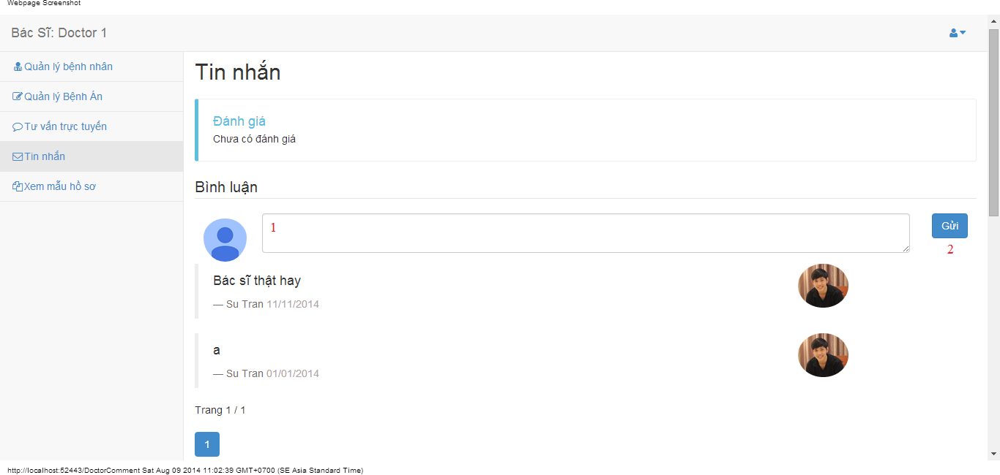 Webpage Screenshot
Bác Sĩ: Doctor 1
Quản lý bệnh nhân
Quản lý Bệnh Án
Tư vấn trực tuyến
Tin nhắn
Xem mẫu hồ sơ
Tin nhắn
Đánh giá
Chưa có đánh giá
Bình luận
1
Gửi
2
Bác sĩ thật hay
— Su Tran 11/11/2014
a
— Su Tran 01/01/2014
Trang 1 / 1
1
http://localhost:52443/DoctorComment Sat Aug 09 2014 11:02:39 GMT+0700 (SE Asia Standard Time)